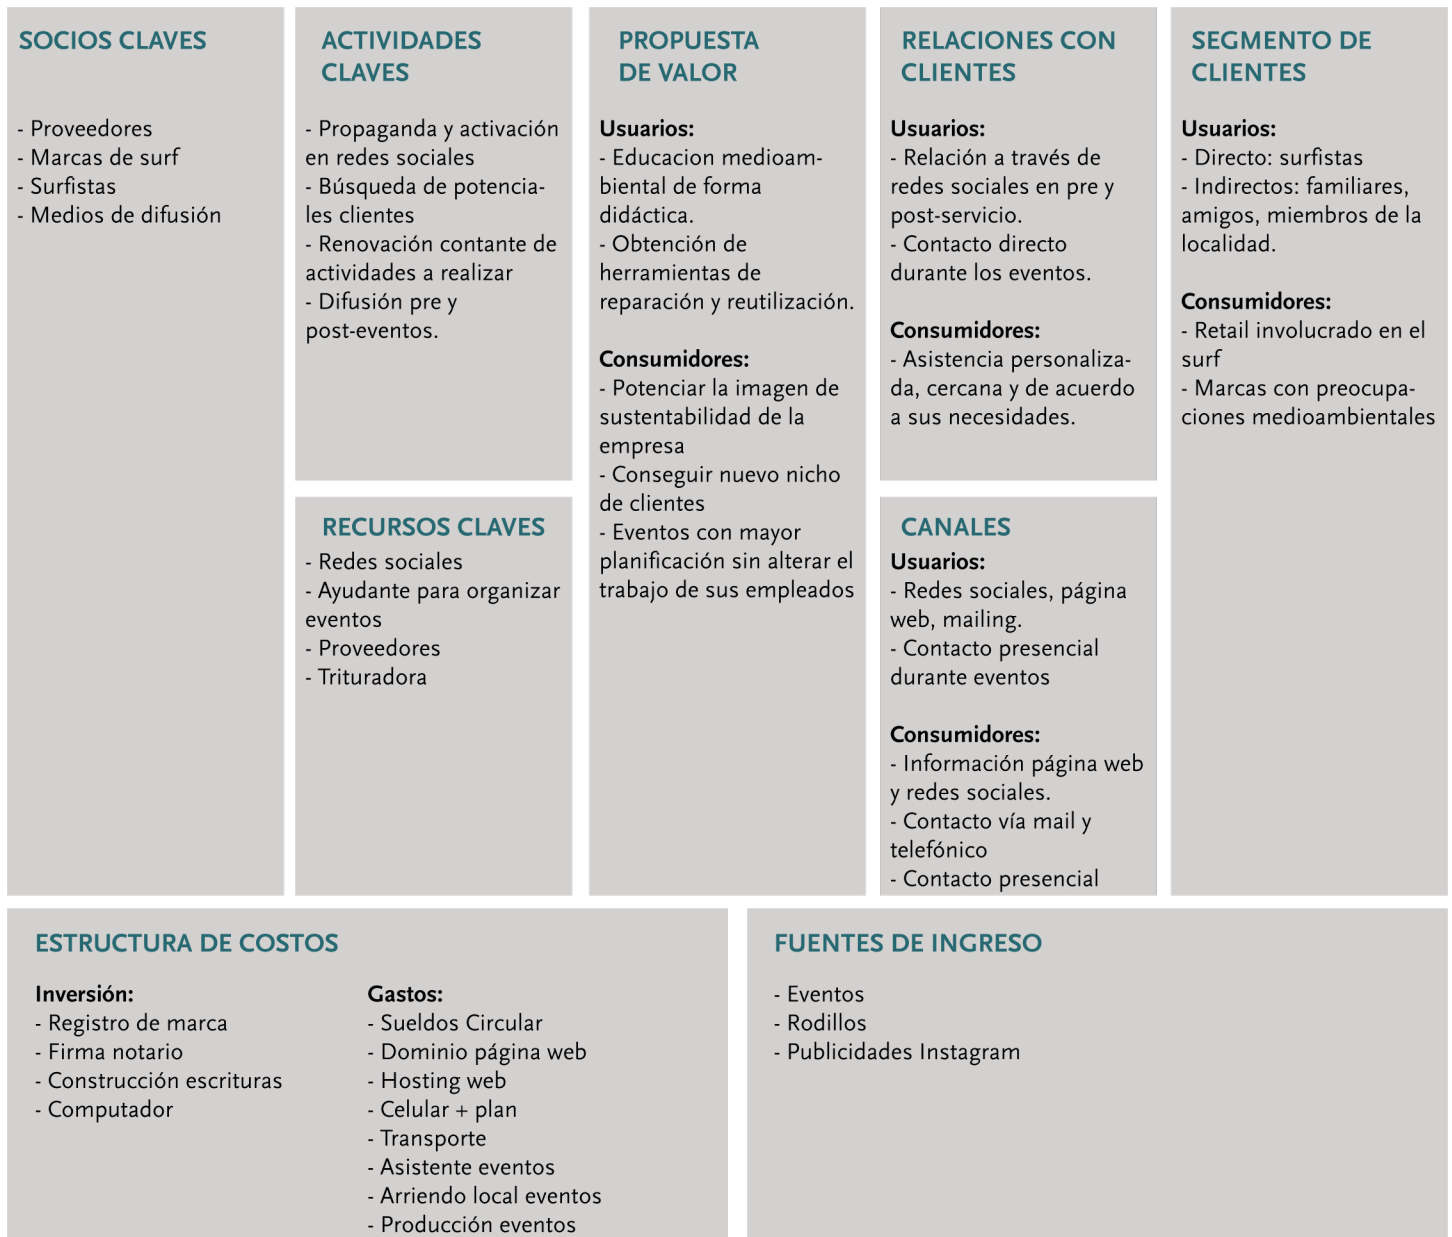 SOCIOS CLAVES
- Proveedores
- Marcas de surf
- Surfistas
- Medios de difusión
ACTIVIDADES
CLAVES
- Propaganda y activación
en redes sociales
- Búsqueda de potencia-
les clientes
- Renovación contante de
actividades a realizar
- Difusión pre y
post-eventos.
RECURSOS CLAVES
- Redes sociales
- Ayudante para organizar
eventos
- Proveedores
- Trituradora
PROPUESTA
DE VALOR
Usuarios:
- Educacion medioam-
biental de forma
didáctica.
- Obtención de
herramientas de
reparación y reutilización.
Consumidores:
- Potenciar la imagen de
sustentabilidad de la
empresa
- Conseguir nuevo nicho
de clientes
- Eventos con mayor
planificación sin alterar el
trabajo de sus empleados
RELACIONES CON
CLIENTES
Usuarios:
- Relación a través de
redes sociales en pre y
post-servicio.
- Contacto directo
durante los eventos.
Consumidores:
- Asistencia personaliza-
da, cercana y de acuerdo
a sus necesidades.
CANALES
Usuarios:
- Redes sociales, página
web, mailing.
- Contacto presencial
durante eventos
Consumidores:
- Información página web
y redes sociales.
- Contacto vía mail y
telefónico
- Contacto presencial
SEGMENTO DE
CLIENTES
Usuarios:
- Directo: surfistas
- Indirectos: familiares,
amigos, miembros de la
localidad.
Consumidores:
- Retail involucrado en el
surf
- Marcas con preocupa-
ciones medioambientales
ESTRUCTURA DE COSTOS
Inversión:
- Registro de marca
- Firma notario
- Construcción escrituras
- Computador
Gastos:
- Sueldos Circular
- Dominio página web
- Hosting web
- Celular + plan
- Transporte
- Asistente eventos
- Arriendo local eventos
- Producción eventos
FUENTES DE INGRESO
- Eventos
- Rodillos
- Publicidades Instagram